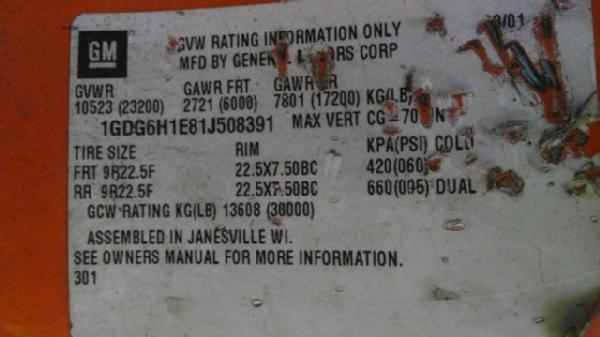 GM
GVW RATING INFORMATION ONLY
MFD BY GENERAL MOTORS CORP
/01
GVWR GAWR FRT GAWR RR
10523 (23200) 2721 (6000) 7801 (17200) KG(LB)
1GDG6H1E81J508391 MAX VERT CG=70 IN
TIRE SIZE RIM KPA(PSI) COLD
FRT 9R22.5F 22.5X7.50BC 420(060)
RR 9R22.5F 22.5X7.50BC 660(095) DUAL
GCW RATING KG(LB) 13608 (30000)
ASSEMBLED IN JANESVILLE WI.
SEE OWNERS MANUAL FOR MORE INFORMATION.
301